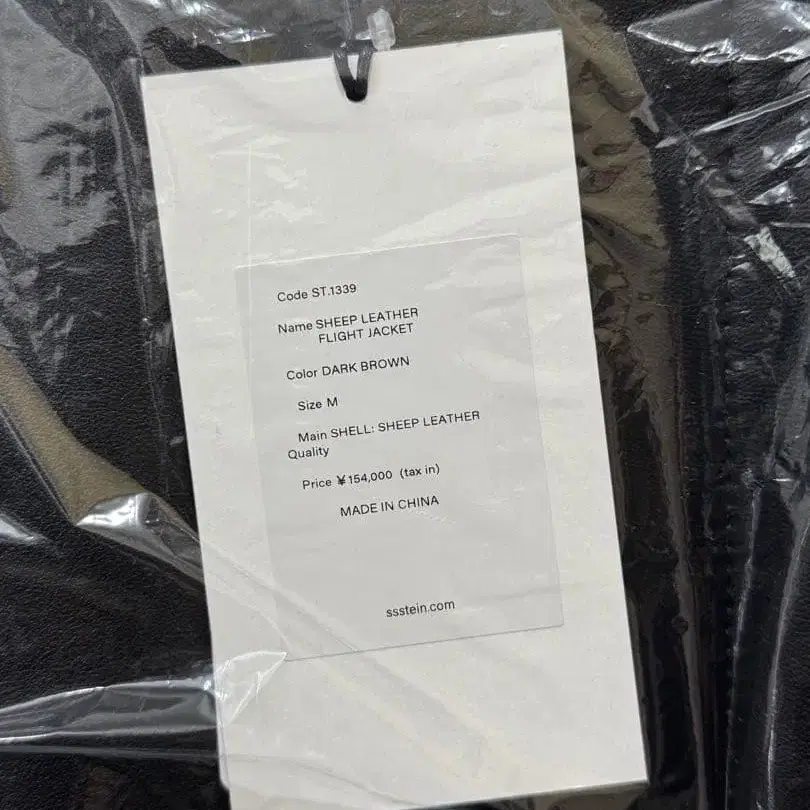 Code ST.1339
Name SHEEP LEATHER
FLIGHT JACKET
Color DARK BROWN
Size M
Main SHELL: SHEEP LEATHER
Quality
Price ¥154,000 (tax in)
MADE IN CHINA
ssstein.com